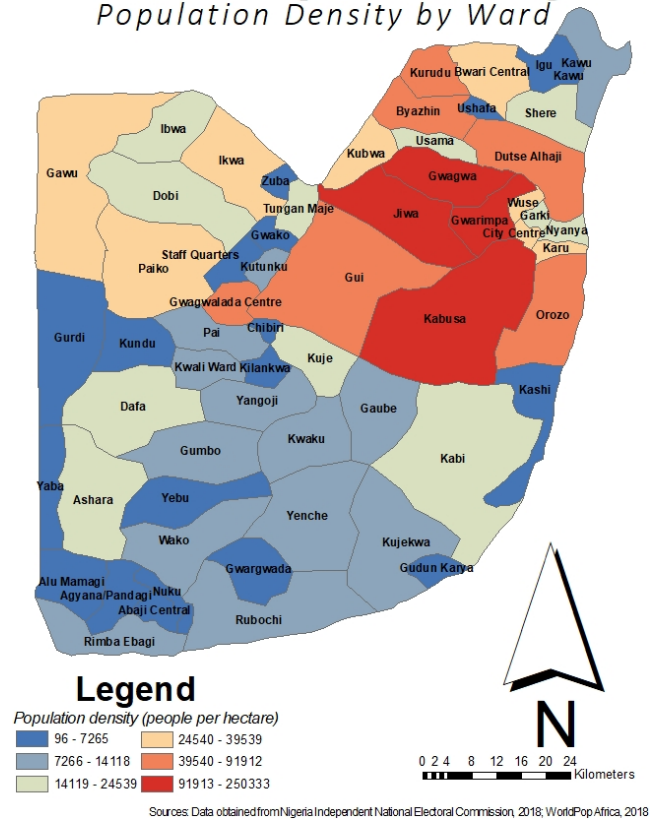 Population Density by Ward
Kurudu
Bwari Central
Igu
Kawu
Kawu
Byazhin
Ushafa
Shere
Ibwa
Usama
Kubwa
Dutse Alhaji
Ikwa
Gawu
Gwagwa
Zuba
Dobi
Wuse
Tungan Maje
Jiwa
Garki
Gwarimpa
Nyanya
Gwako
City Centre
Karu
Staff Quarters
Paiko
Kutunku
Gui
Gwagwalada Centre
Orozo
Kabusa
Chibiri
Pai
Gurdi
Kundu
Kuje
Kwali Ward
Kilankwa
Kashi
Yangoji
Dafa
Gaube
Kwaku
Gumbo
Kabi
Yaba
Ashara
Yebu
Yenche
Wako
Kujekwa
Gwargwada
Gudun Karya
Alu Mamagi
Nuku
Agyana/Pandagi
Abaji Central
Rubochi
Rimba Ebagi
Legend
Population density (people per hectare)
96 - 7265
24540 - 39539
7266 - 14118
39540 - 91912
14119 - 24539
91913 - 250333
N
0 2 4 8 12 16 20 24
Kilometers
Sources: Data obtained from Nigeria Independent National Electoral Commission, 2018; WorldPop Africa, 2018